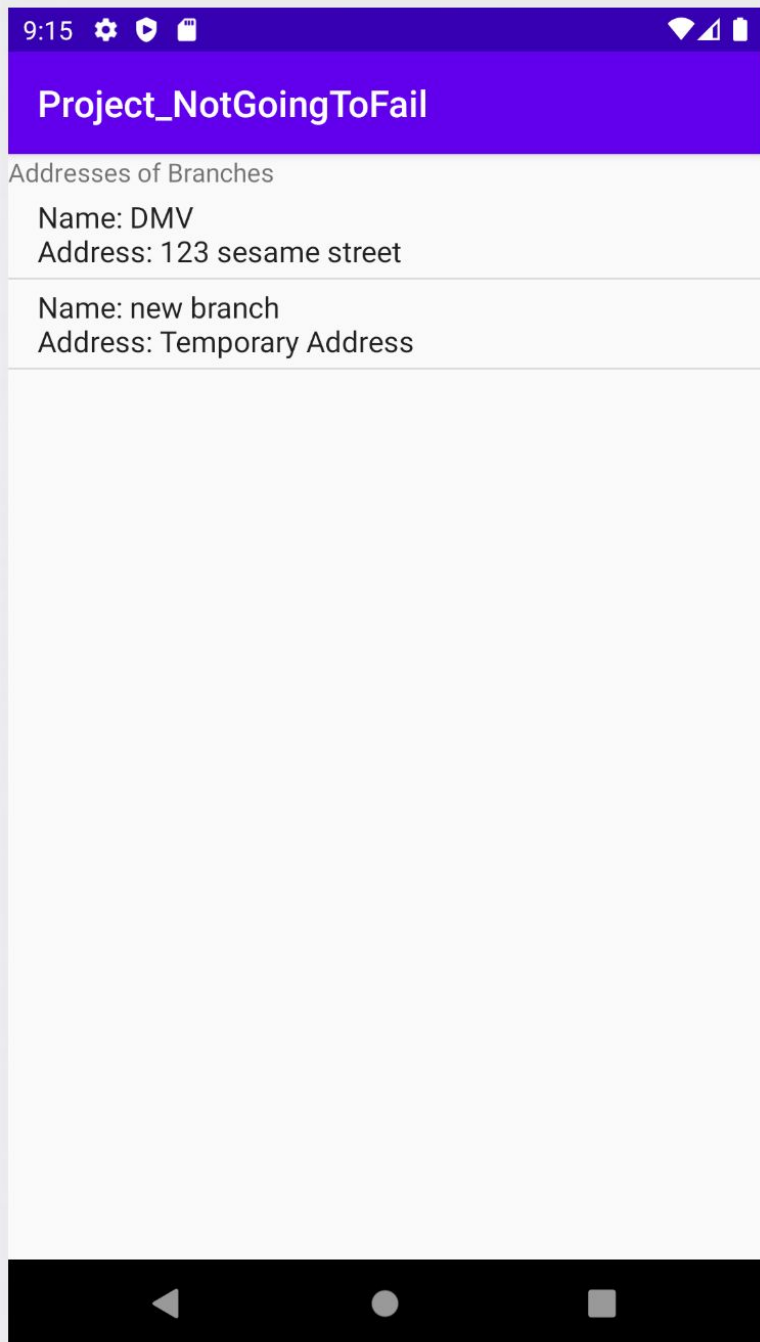 9:15
Project_NotGoingToFail
Addresses of Branches
Name: DMV
Address: 123 sesame street
Name: new branch
Address: Temporary Address